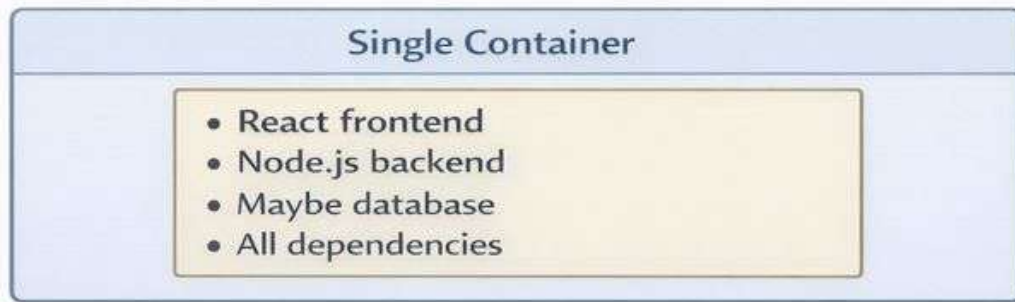 Single Container
• React frontend
• Node.js backend
• Maybe database
• All dependencies